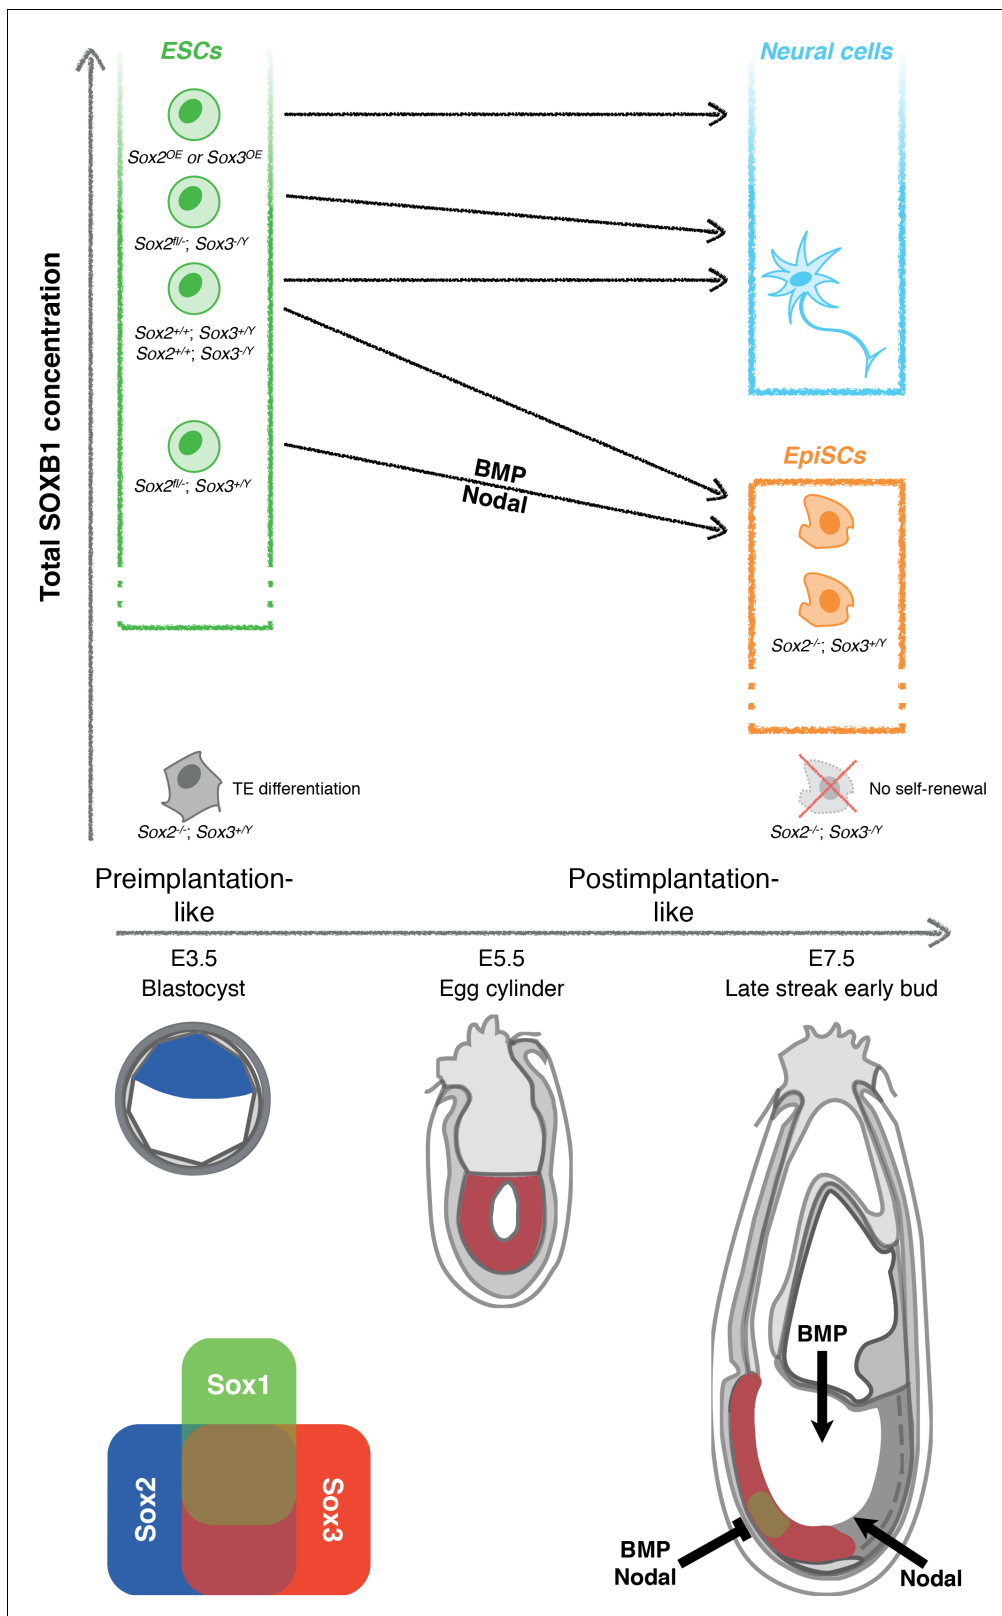 ESCs
Neural cells
Sox2OE or Sox3OE
Sox2fl/-; Sox3-/Y
Sox2+/+; Sox3+/Y
Sox2+/+; Sox3-/Y
Total SOXB1 concentration
EpiSCs
BMP
Nodal
Sox2fl/-; Sox3+/Y
Sox2-/-; Sox3+/Y
TE differentiation
No self-renewal
Sox2-/-; Sox3+/Y
Sox2-/-; Sox3-/Y
Preimplantation-
like
Postimplantation-
like
E3.5
Blastocyst
E5.5
Egg cylinder
E7.5
Late streak early bud
BMP
Sox1
Sox2
Sox3
BMP
Nodal
Nodal